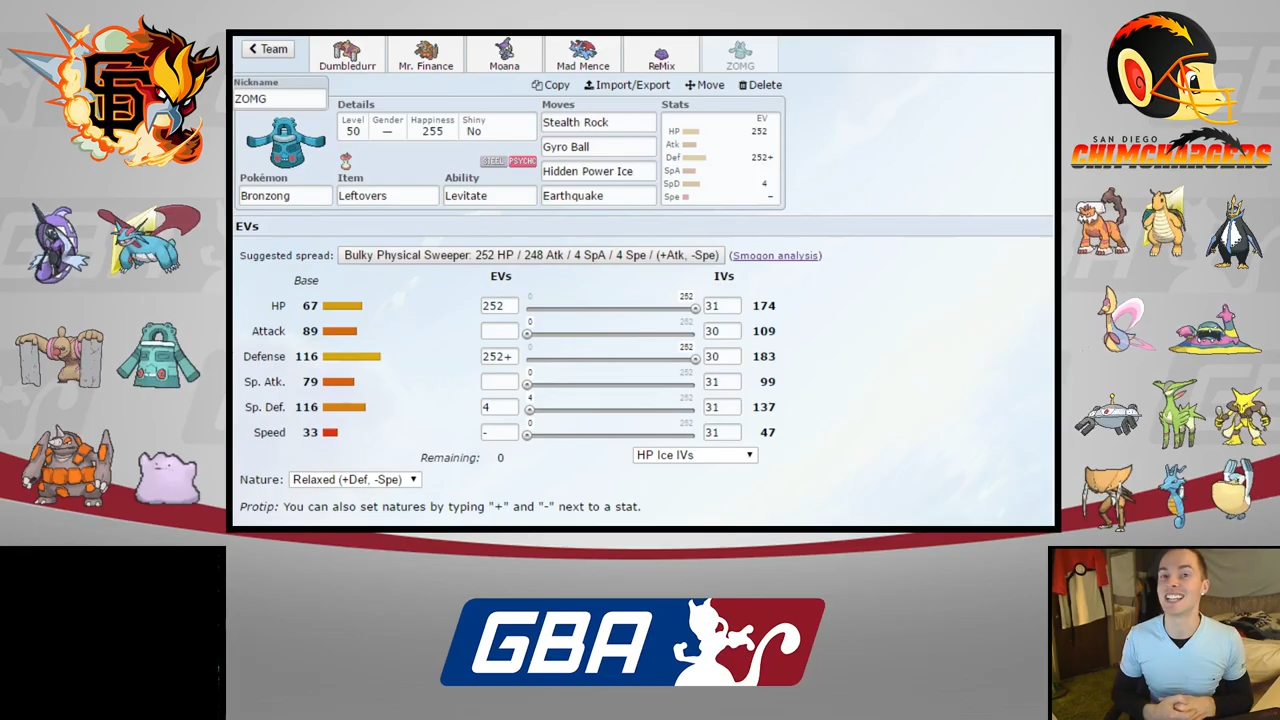 SF
SAN DIEGO
CHIMCHARGERS
Team
Dumbledurr
Mr. Finance
Moana
Mad Mence
ReMix
ZOMG
Nickname
ZOMG
Copy
Import/Export
Move
Delete
Details
Level
Gender
Happiness
Shiny
50
—
255
No
STEEL
PSYCHC
Pokémon
Item
Ability
Bronzong
Leftovers
Levitate
Moves
Stealth Rock
Gyro Ball
Hidden Power Ice
Earthquake
Stats
EV
HP 252
Atk
Def 252+
SpA
SpD 4
Spe -
EVs
Suggested spread: Bulky Physical Sweeper: 252 HP / 248 Atk / 4 SpA / 4 Spe / (+Atk, -Spe) (Smogon analysis)
Base EVs IVs
HP 67 252 0 252 31 174
Attack 89 0 252 30 109
Defense 116 252+ 0 252 30 183
Sp. Atk. 79 0 252 31 99
Sp. Def. 116 4 4 252 31 137
Speed 33 - 0 252 31 47
Remaining: 0
HP Ice IVs
Nature: Relaxed (+Def, -Spe)
Protip: You can also set natures by typing "+" and "-" next to a stat.
GBA